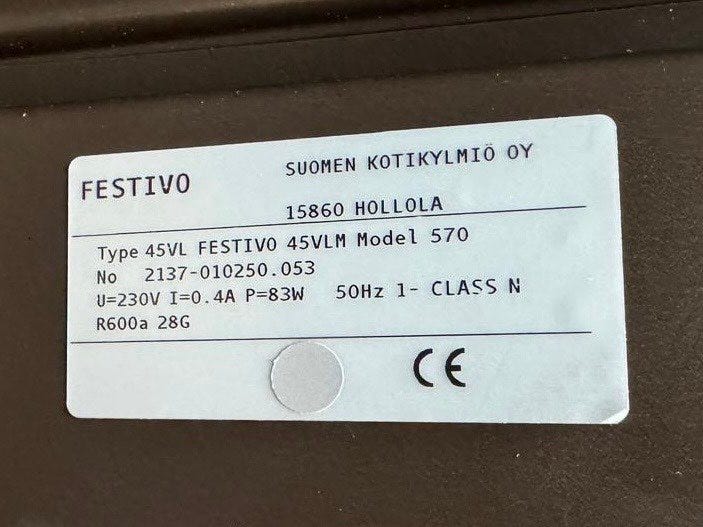 FESTIVO
SUOMEN KOTIKYLMIÖ OY
15860 HOLLOLA
Type 45VL FESTIVO 45VLM Model 570
No 2137-010250.053
U=230V I=0.4A P=83W 50Hz 1- CLASS N
R600a 28G
CE